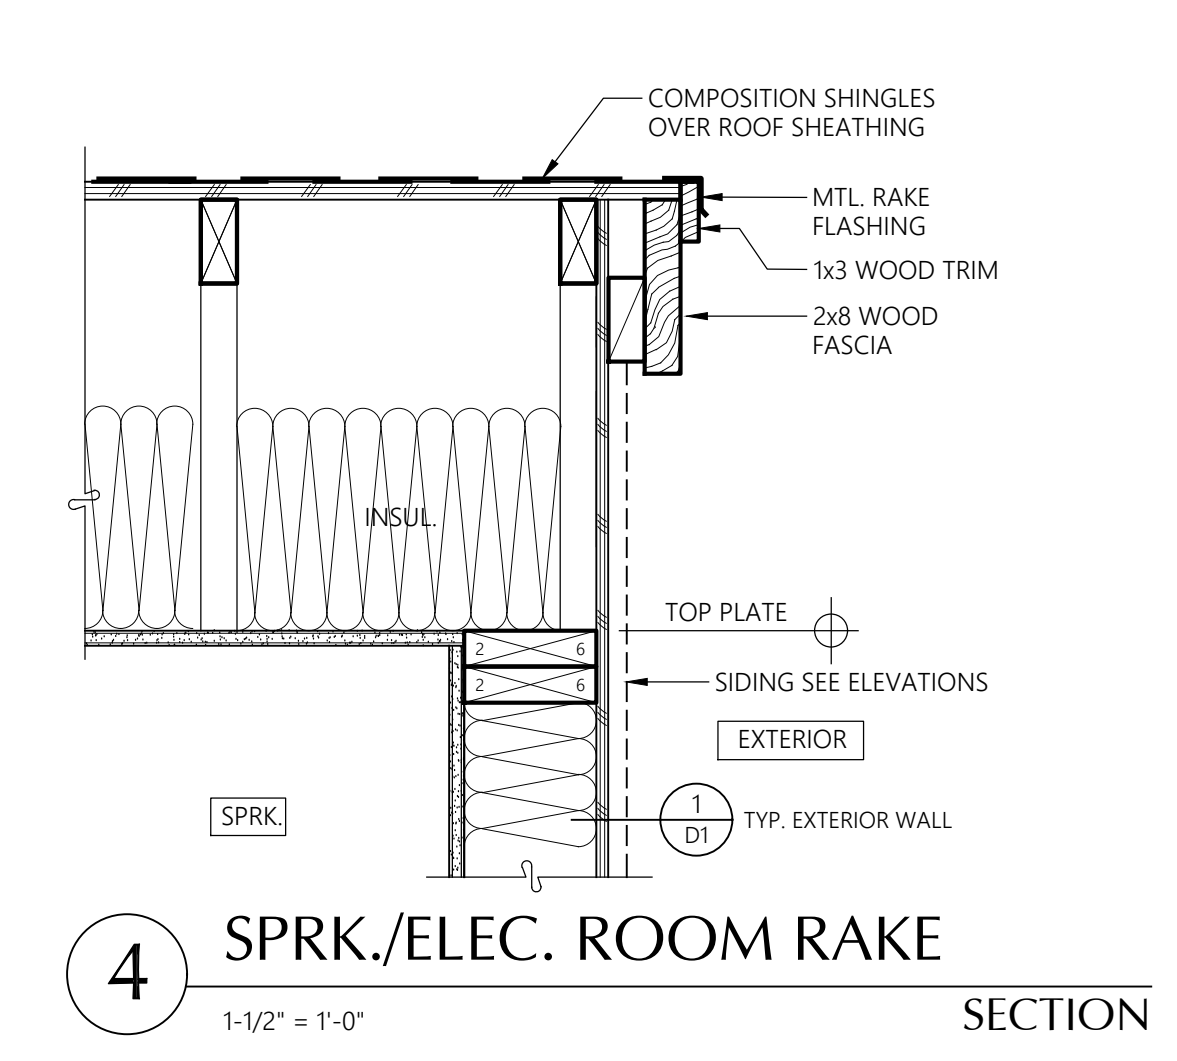 COMPOSITION SHINGLES
OVER ROOF SHEATHING
MTL. RAKE
FLASHING
1x3 WOOD TRIM
2x8 WOOD
FASCIA
INSUL.
TOP PLATE
2 6
2 6
SIDING SEE ELEVATIONS
EXTERIOR
SPRK.
1
D1
TYP. EXTERIOR WALL
4
SPRK./ELEC. ROOM RAKE
1-1/2" = 1'-0"
SECTION